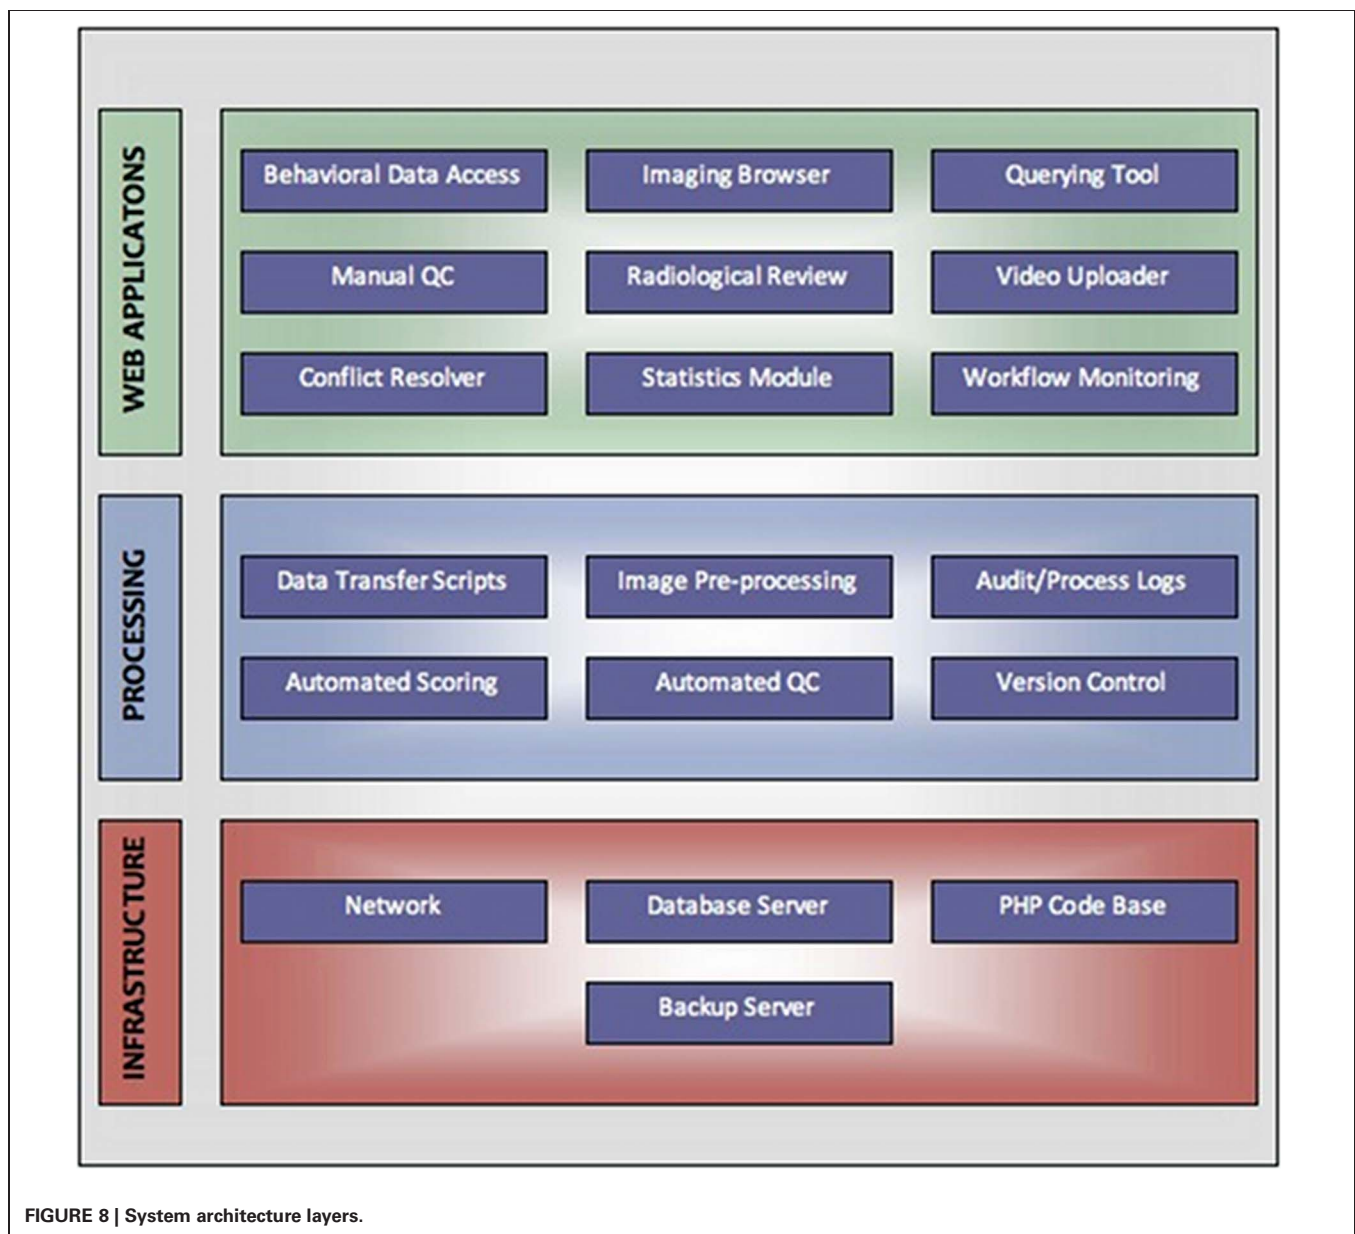 WEB APPLICATONS
Behavioral Data Access
Imaging Browser
Querying Tool
Manual QC
Radiological Review
Video Uploader
Conflict Resolver
Statistics Module
Workflow Monitoring
PROCESSING
Data Transfer Scripts
Image Pre-processing
Audit/Process Logs
Automated Scoring
Automated QC
Version Control
INFRASTRUCTURE
Network
Database Server
PHP Code Base
Backup Server
FIGURE 8 | System architecture layers.